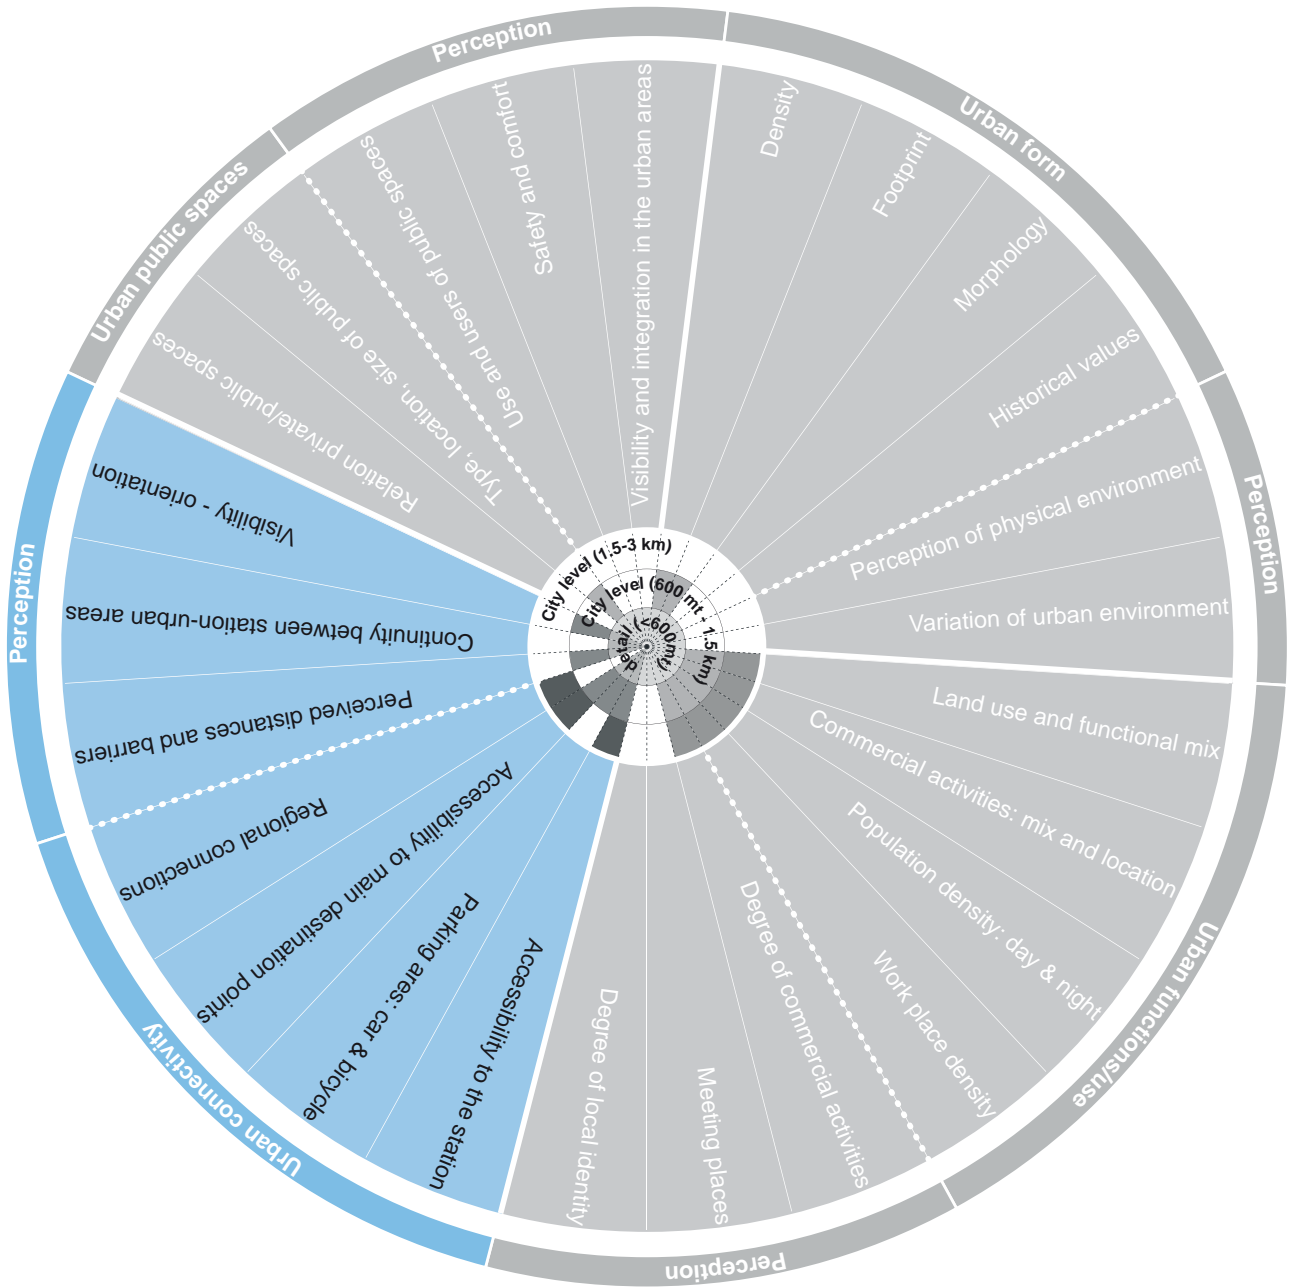 Perception
Urban form
Perception
Urban functions/use
Perception
Urban connectivity
Perception
Urban public spaces
Density
Footprint
Morphology
Historical values
Perception of physical environment
Variation of urban environment
Land use and functional mix
Commercial activities: mix and location
Population density: day & night
Work place density
Degree of commercial activities
Meeting places
Degree of local identity
Accessibility to the station
Parking ares: car & bicycle
Accessibility to main destination points
Regional connections
Perceived distances and barriers
Continuity between station-urban areas
Visibility - orientation
Relation private/public spaces
Type, location, size of public spaces
Use and users of public spaces
Safety and comfort
Visibility and integration in the urban areas
City level (1.5-3 km)
City level (600 mt - 1.5 km)
detail (<600mt)